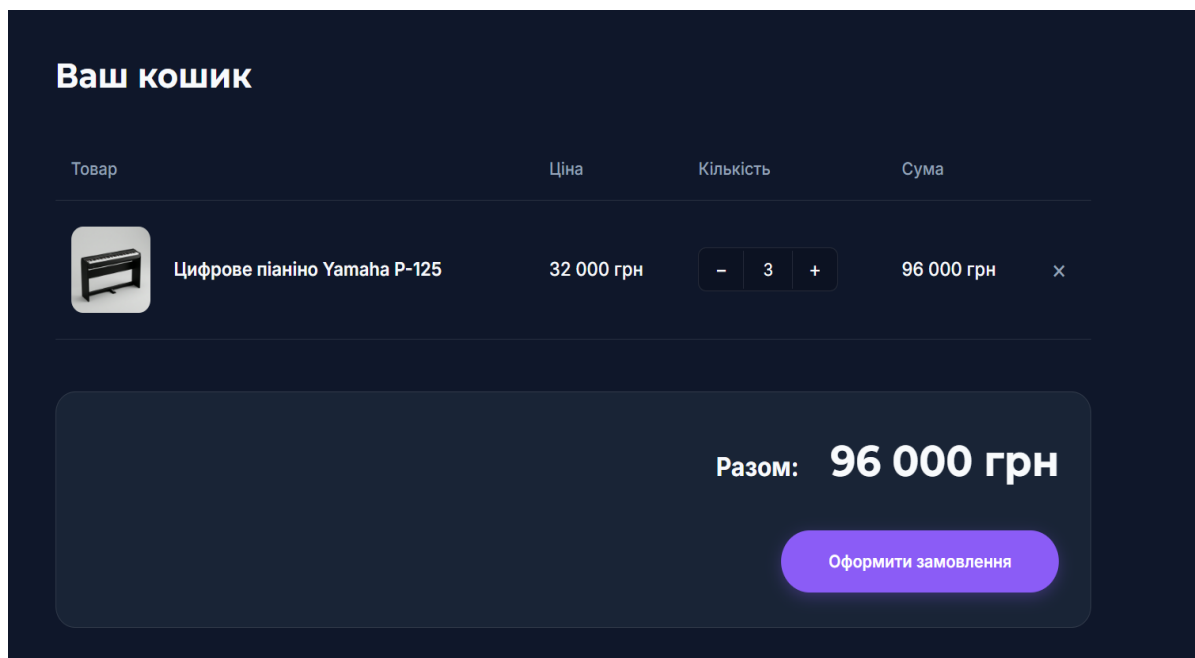 Ваш кошик
Товар Ціна Кількість Сума
Цифрове піаніно Yamaha P-125 32 000 грн − 3 + 96 000 грн ×
Разом: 96 000 грн
Оформити замовлення